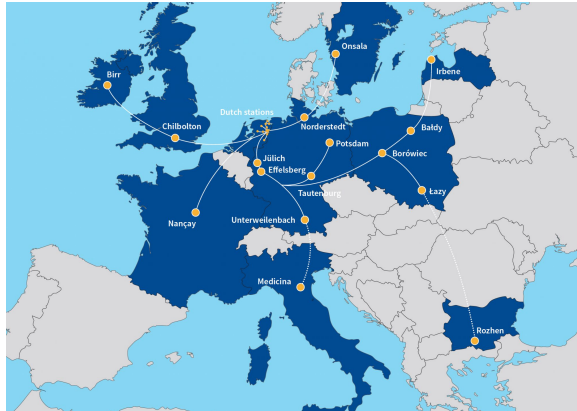 Onsala
Birr
Irbene
Dutch stations
Chilbolton
Norderstedt
Bałdy
Potsdam
Borówiec
Jülich
Effelsberg
Tautenburg
Łazy
Nançay
Unterweilenbach
Medicina
Rozhen